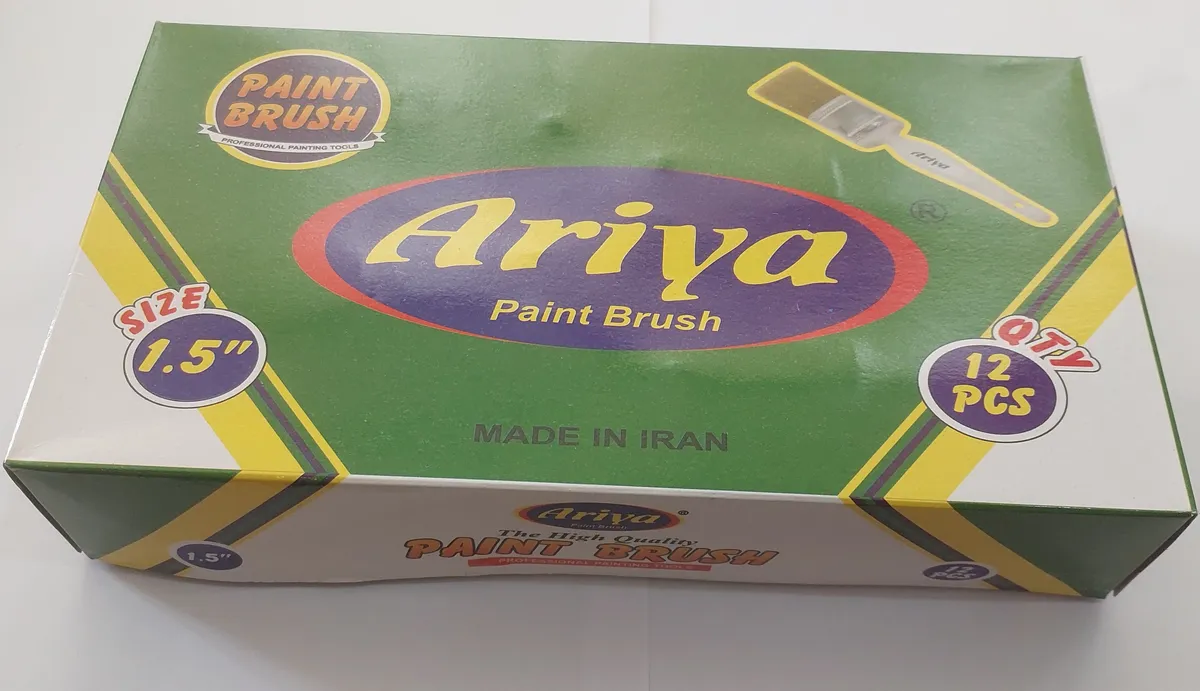 PAINT
BRUSH
PROFESSIONAL PAINTING TOOLS
Ariya
®
Ariya
Paint Brush
SIZE
1.5"
QTY
12
PCS
MADE IN IRAN
Ariya ®
Paint Brush
The High Quality
PAINT BRUSH
PROFESSIONAL PAINTING TOOLS
1.5"
12
PCS